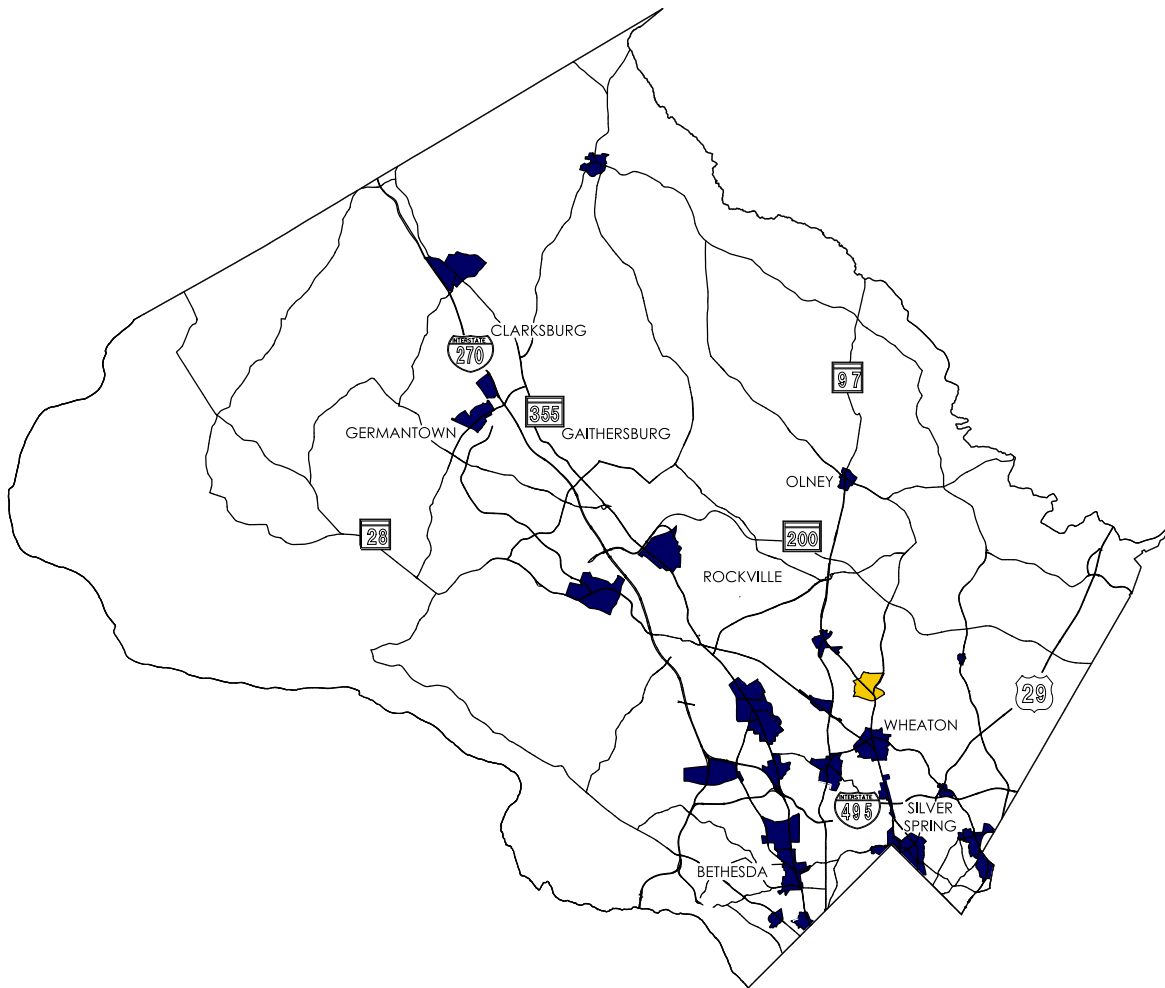 CLARKSBURG
INTERSTATE
270
97
355
GERMANTOWN
GAITHERSBURG
OLNEY
28
200
ROCKVILLE
29
WHEATON
INTERSTATE
495
SILVER
SPRING
BETHESDA